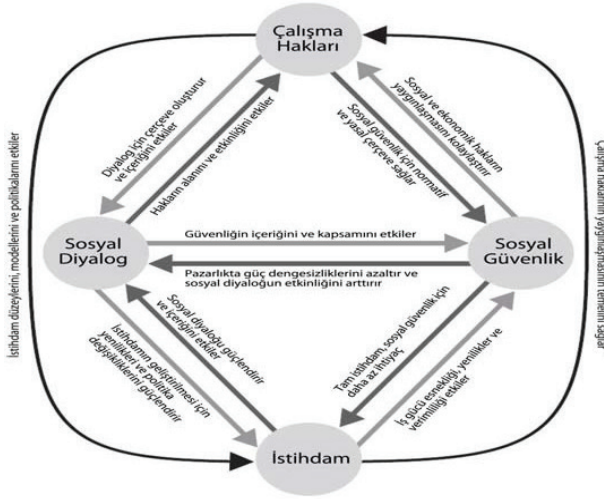 Çalışma
Hakları
Diyalog için çerçeve oluşturur
ve içeriğini etkiler
Hakların alanını ve etkinliğini etkiler
Sosyal güvenlik için normatif
ve yasal çerçeve sağlar
Sosyal ve ekonomik hakların
yaygınlaşmasını kolaylaştırır
İstihdam düzeylerini, modellerini ve politikalarını etkiler
Çalışma haklarının yaygınlaşmasının temelini sağlar
Sosyal
Diyalog
Güvenliğin içeriğini ve kapsamını etkiler
Pazarlıkta güç dengesizliklerini azaltır ve
sosyal diyaloğun etkinliğini arttırır
Sosyal
Güvenlik
İstihdamın geliştirilmesi için
yenilikleri ve politika
değişikliklerini güçlendirir
Sosyal diyaloğu güçlendirir
ve içeriğini etkiler
Tam istihdam, sosyal güvenlik için
daha az ihtiyaç
İş gücü esnekliği, yenilikler ve
verimliliği etkiler
İstihdam